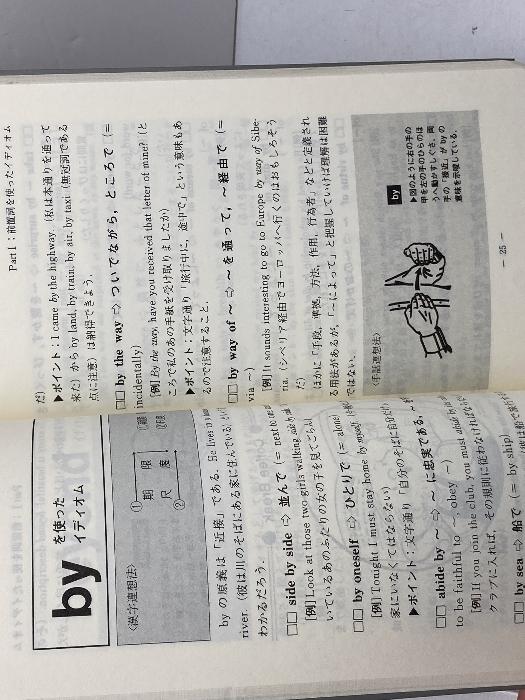 by を使った
イディオム
〈漢字連想法〉
①
期 限
尺 度
②
by の原義は「近接」である. He lives
river.(彼は川のそばにある家に住んでいる.)
わかるだろう.
□□ side by side ⇨ 並んで (= next to
[例] Look at those two girls walking side by
いているあのふたりの女の子を見てごらん
□□ by oneself ⇨ ひとりで (= alone)
[例] Tonight I must stay home by myself.
家にいなくてはならない)
▶ポイント：文字通り「自分のそばに
□□ abide by ~ ⇨ ~ に忠実である,
to be faithful to ~, obey ~)
[例] If you join the club, you must abide by
クラブに入れば, その規則に従わなければ
□□ by sea ⇨ 船で (= by ship)
Part 1：前置詞を使ったイディオム
だ)
▶ポイント：I came by the highway. (私は本通りを通って
来た) から by land, by train, by air, by taxi (無冠詞である
点に注意) は納得できよう.
□□ by the way ⇨ ついでながら, ところで (=
incidentally)
[例] By the way, have you received that letter of mine? (と
ころで私のあの手紙を受け取りましたか)
▶ポイント：文字通り「旅行中に, 途中で」という意味もあ
るので注意すること.
□□ by way of ~ ⇨ ~ を通って, ~ 経由で (=
via ~)
[例] It sounds interesting to go to Europe by way of Sibe-
ria. (シベリア経由でヨーロッパへ行くのはおもしろそう
だ)
ほかに「手段, 準拠, 方法, 作用, 行為者」などと定義され
る用法があるが,「~によって」と把握していけば理解は困難
ではない.
〈手話連想法〉
by
▶図のように右の手の
甲を左の手のひらのほ
うへ動かすしぐさ. 両
手の「接近」が by の
意味を示唆している.
— 25 —